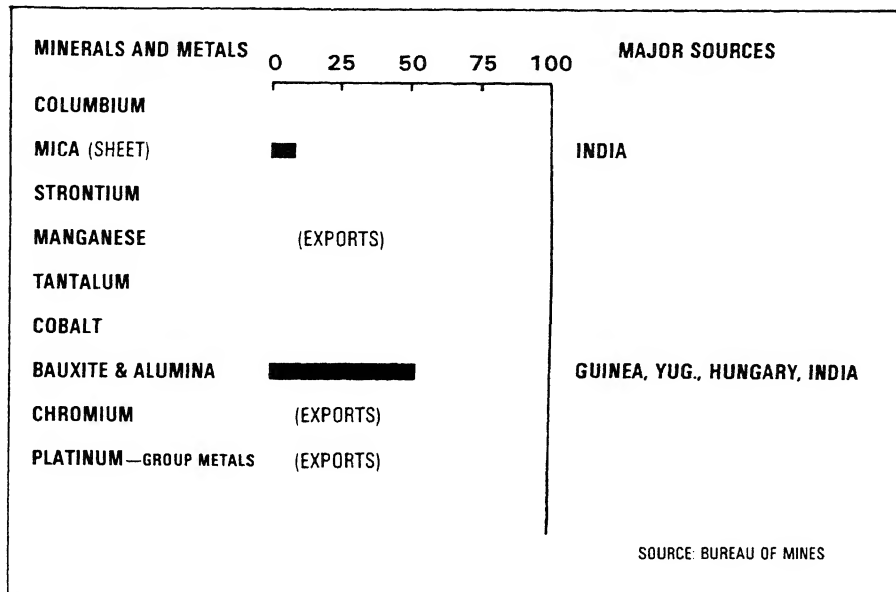 MINERALS AND METALS 0 25 50 75 100 MAJOR SOURCES
COLUMBIUM
MICA (SHEET) INDIA
STRONTIUM
MANGANESE (EXPORTS)
TANTALUM
COBALT
BAUXITE & ALUMINA GUINEA, YUG., HUNGARY, INDIA
CHROMIUM (EXPORTS)
PLATINUM—GROUP METALS (EXPORTS)
SOURCE: BUREAU OF MINES